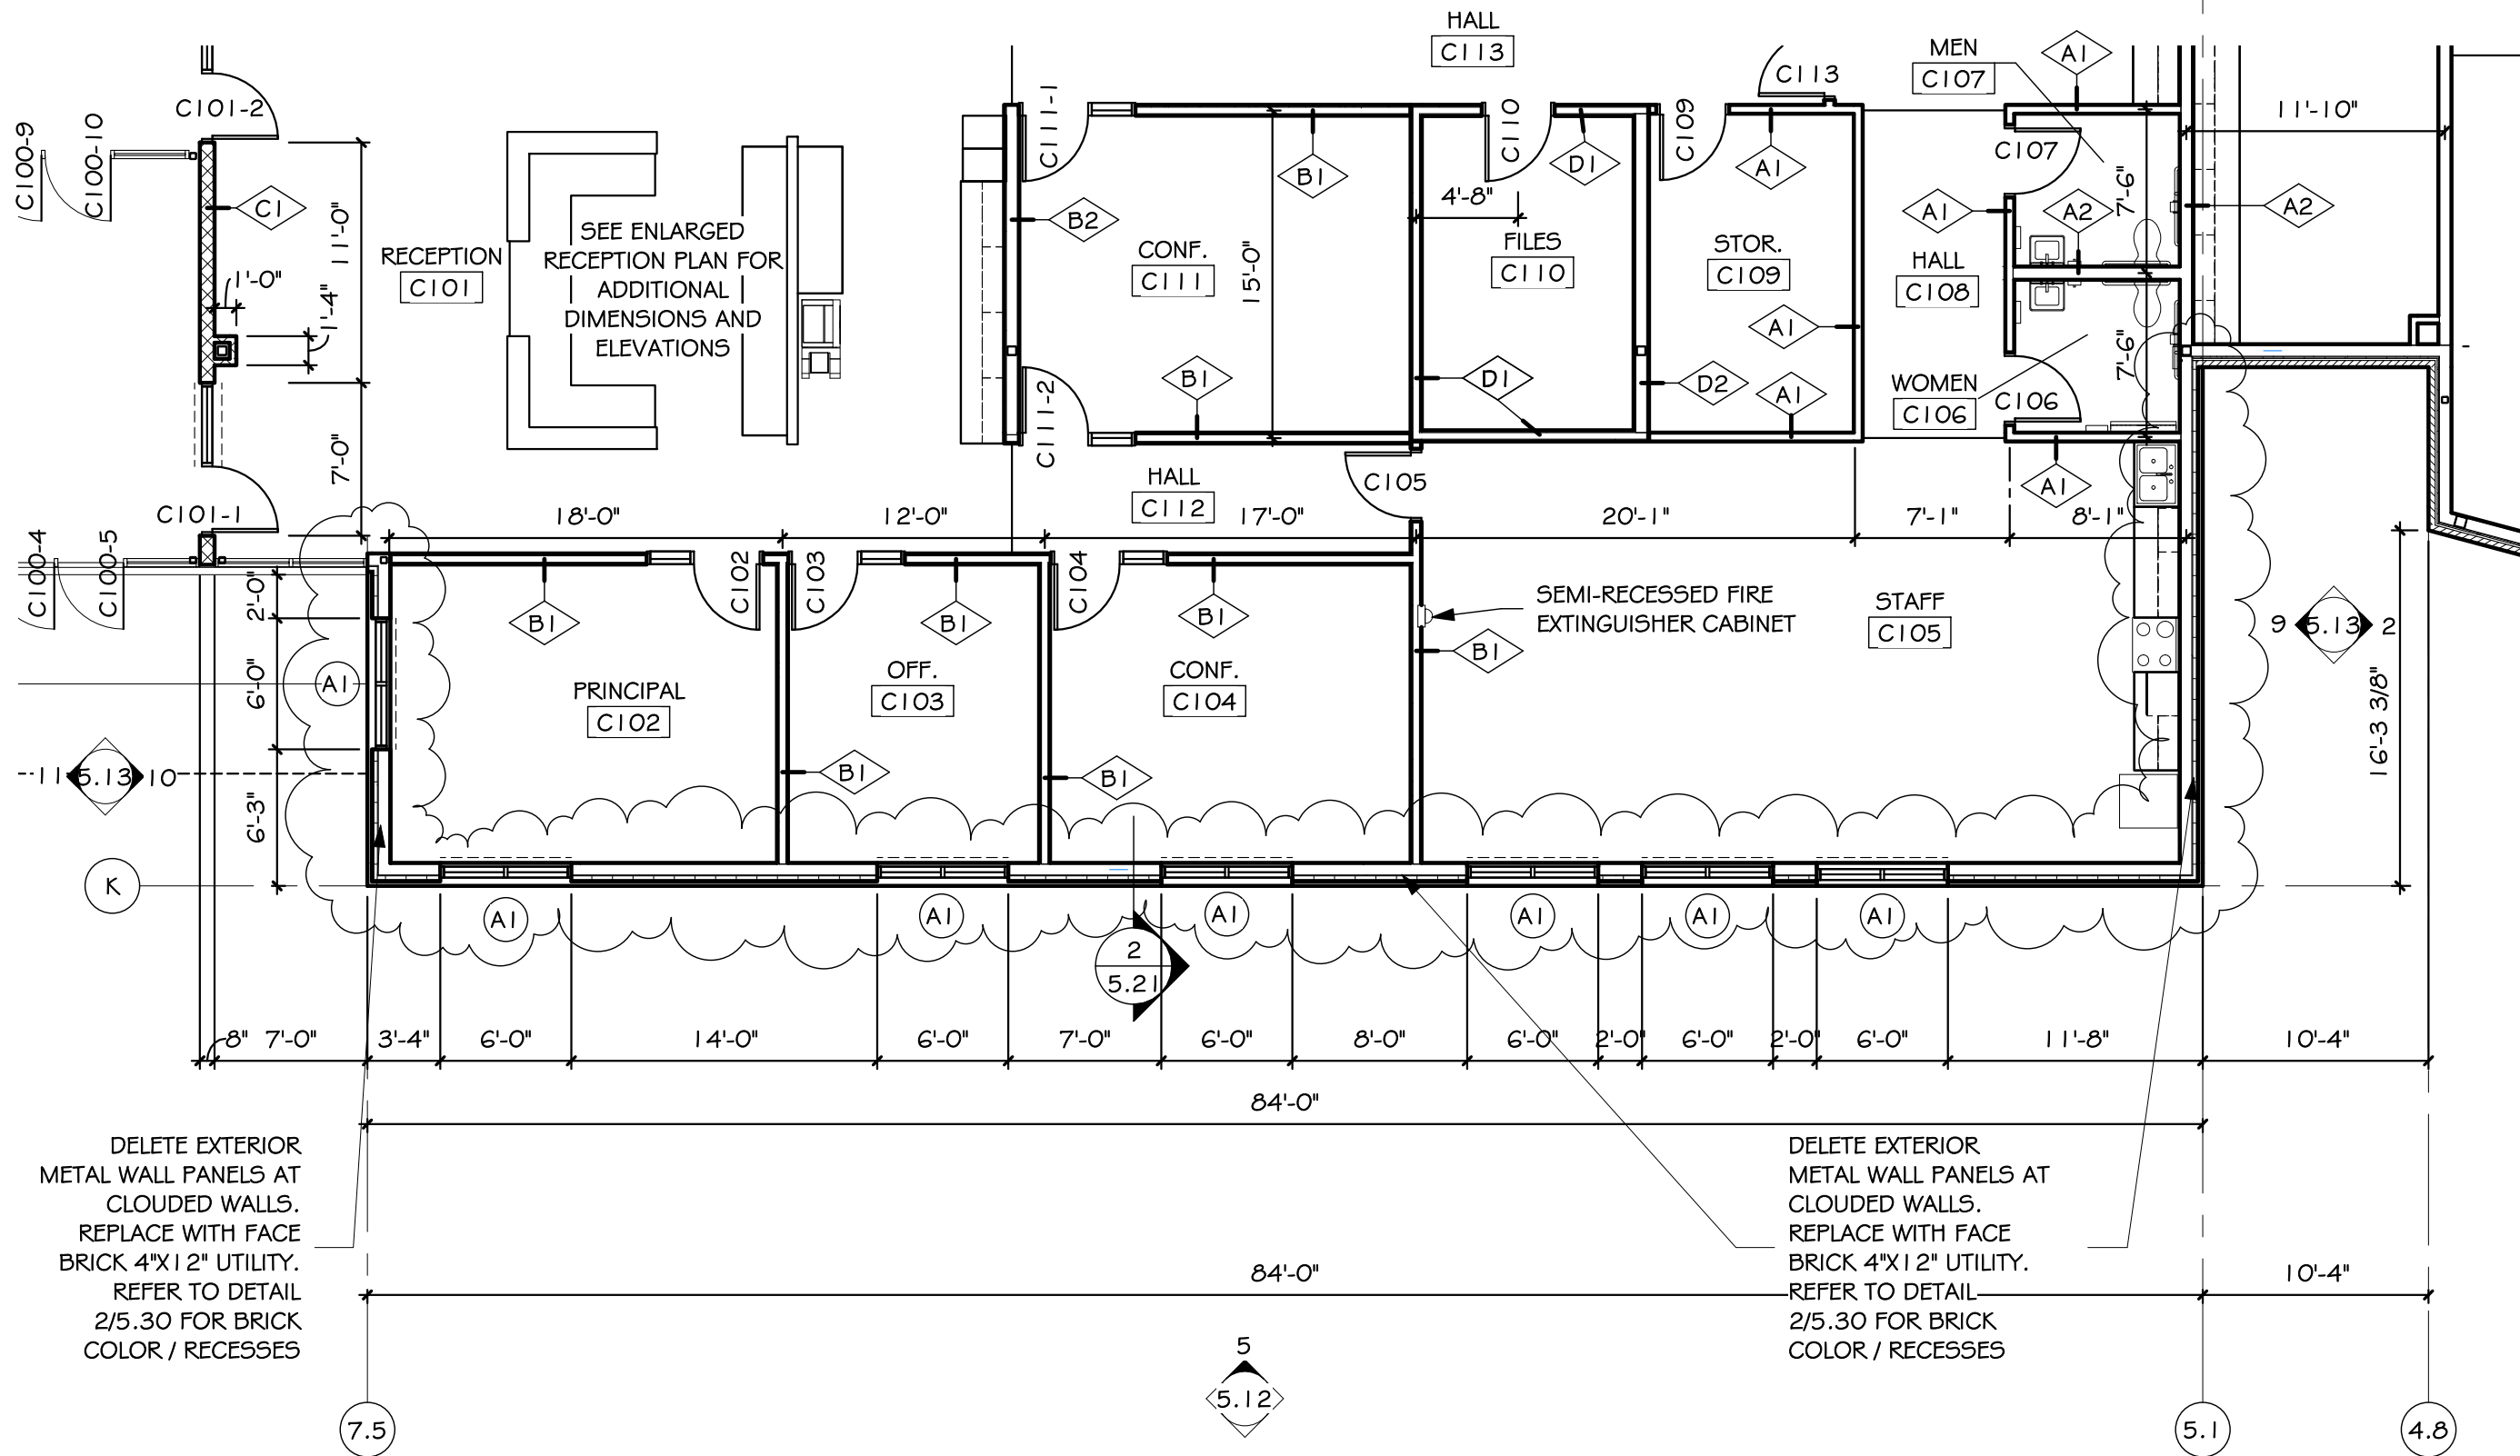 HALL
C113
MEN
C107
A1
C113
C101-2
C100-9
C100-10
C111-1
C110
C109
11'-10"
C107
C1
B1
D1
A1
7'-6"
4'-8"
11'-0"
B2
A1
A2
A2
RECEPTION
C101
SEE ENLARGED
RECEPTION PLAN FOR
ADDITIONAL
DIMENSIONS AND
ELEVATIONS
CONF.
C111
15'-0"
FILES
C110
STOR.
C109
HALL
C108
1'-0"
1'-4"
A1
7'-6"
B1
D1
D2
A1
WOMEN
C106
C106
C111-2
7'-0"
HALL
C112
C105
A1
C101-1
18'-0"
12'-0"
17'-0"
20'-1"
7'-1"
8'-1"
C100-4
C100-5
2'-0"
C102
C103
C104
B1
B1
B1
SEMI-RECESSED FIRE
EXTINGUISHER CABINET
STAFF
C105
9
5.13
2
B1
6'-0"
A1
PRINCIPAL
C102
OFF.
C103
CONF.
C104
16'-3 3/8"
11
5.13
10
B1
B1
6'-3"
K
A1
A1
A1
A1
A1
A1
2
5.21
8"
7'-0"
3'-4"
6'-0"
14'-0"
6'-0"
7'-0"
6'-0"
8'-0"
6'-0"
2'-0"
6'-0"
2'-0"
6'-0"
11'-8"
10'-4"
84'-0"
DELETE EXTERIOR
METAL WALL PANELS AT
CLOUDED WALLS.
REPLACE WITH FACE
BRICK 4"X12" UTILITY.
REFER TO DETAIL
2/5.30 FOR BRICK
COLOR / RECESSES
DELETE EXTERIOR
METAL WALL PANELS AT
CLOUDED WALLS.
REPLACE WITH FACE
BRICK 4"X12" UTILITY.
REFER TO DETAIL
2/5.30 FOR BRICK
COLOR / RECESSES
84'-0"
10'-4"
5
5.12
7.5
5.1
4.8